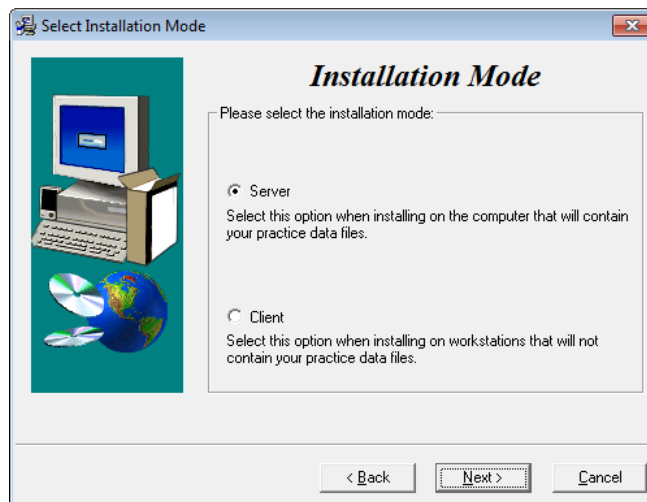 Select Installation Mode
Installation Mode
Please select the installation mode:
Server
Select this option when installing on the computer that will contain
your practice data files.
Client
Select this option when installing on workstations that will not
contain your practice data files.
< Back
Next >
Cancel